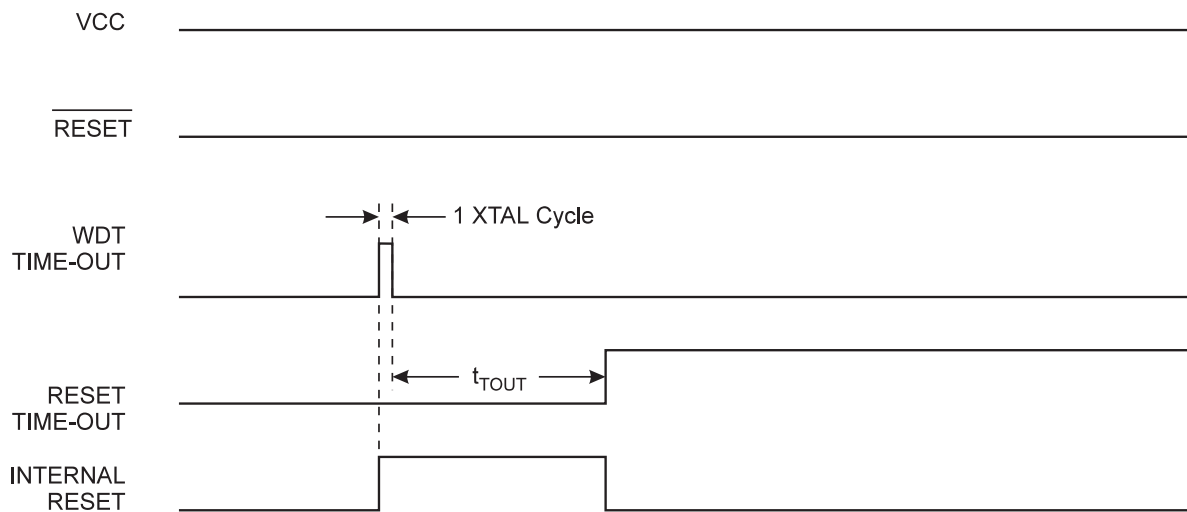 VCC
RESET
1 XTAL Cycle
WDT
TIME-OUT
tTOUT
RESET
TIME-OUT
INTERNAL
RESET